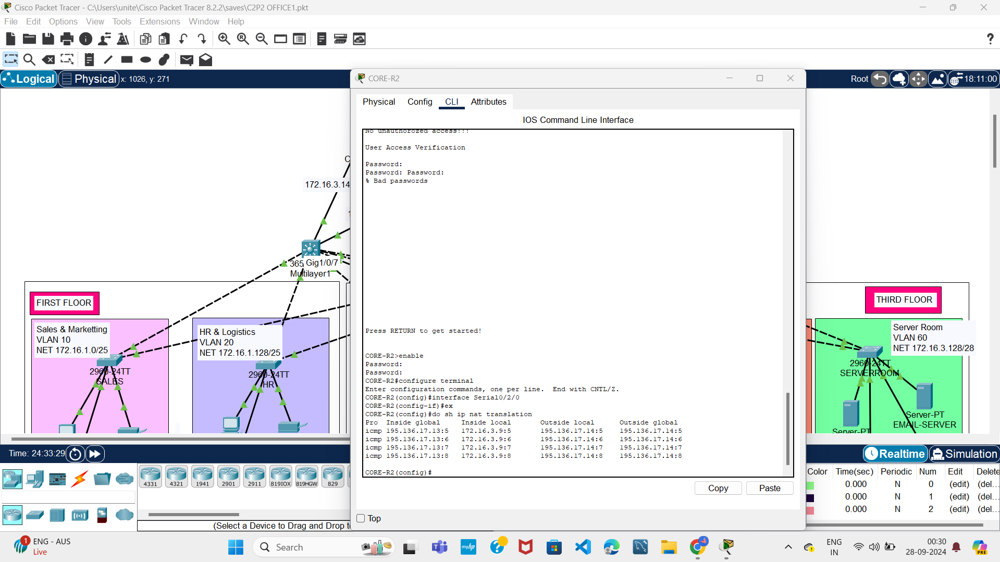 Cisco Packet Tracer - C:\Users\unite\Cisco Packet Tracer 8.2.2\saves\C2P2 OFFICE1.pkt
File Edit Options View Tools Extensions Window Help
Logical Physical x: 1026, y: 271
Root 18:11:00
CORE-R2
Physical Config CLI Attributes
IOS Command Line Interface
No unauthorozed access!!!
User Access Verification
Password:
Password: Password:
% Bad passwords
Press RETURN to get started!
CORE-R2>enable
Password:
Password:
CORE-R2#configure terminal
Enter configuration commands, one per line.  End with CNTL/Z.
CORE-R2(config)#interface Serial0/2/0
CORE-R2(config-if)#ex
CORE-R2(config)#do sh ip nat translation
Pro  Inside global     Inside local       Outside local      Outside global
icmp 195.136.17.13:5   172.16.3.9:5       195.136.17.14:5    195.136.17.14:5
icmp 195.136.17.13:6   172.16.3.9:6       195.136.17.14:6    195.136.17.14:6
icmp 195.136.17.13:7   172.16.3.9:7       195.136.17.14:7    195.136.17.14:7
icmp 195.136.17.13:8   172.16.3.9:8       195.136.17.14:8    195.136.17.14:8
CORE-R2(config)#
Copy Paste
Top
172.16.3.14
365 Gig1/0/7
Multilayer1
FIRST FLOOR
Sales & Marketting
VLAN 10
NET 172.16.1.0/25
2960-24TT
SALES
HR & Logistics
VLAN 20
NET 172.16.1.128/25
2960-24TT
HR
THIRD FLOOR
Server Room
VLAN 60
NET 172.16.3.128/28
2960-24TT
SERVERROOM
Server-PT
EMAIL-SERVER
Server-PT
Time: 24:33:29
Realtime Simulation
4331 4321 1941 2901 2911 819IOX 819HGW 829
(Select a Device to Drag and Drop t
Color Time(sec) Periodic Num Edit Delete
0.000 N 0 (edit) (del...
0.000 N 1 (edit) (del...
0.000 N 2 (edit) (del...
1
ENG - AUS
Live
Search
myhp
ENG
IN
00:30
28-09-2024
PRE